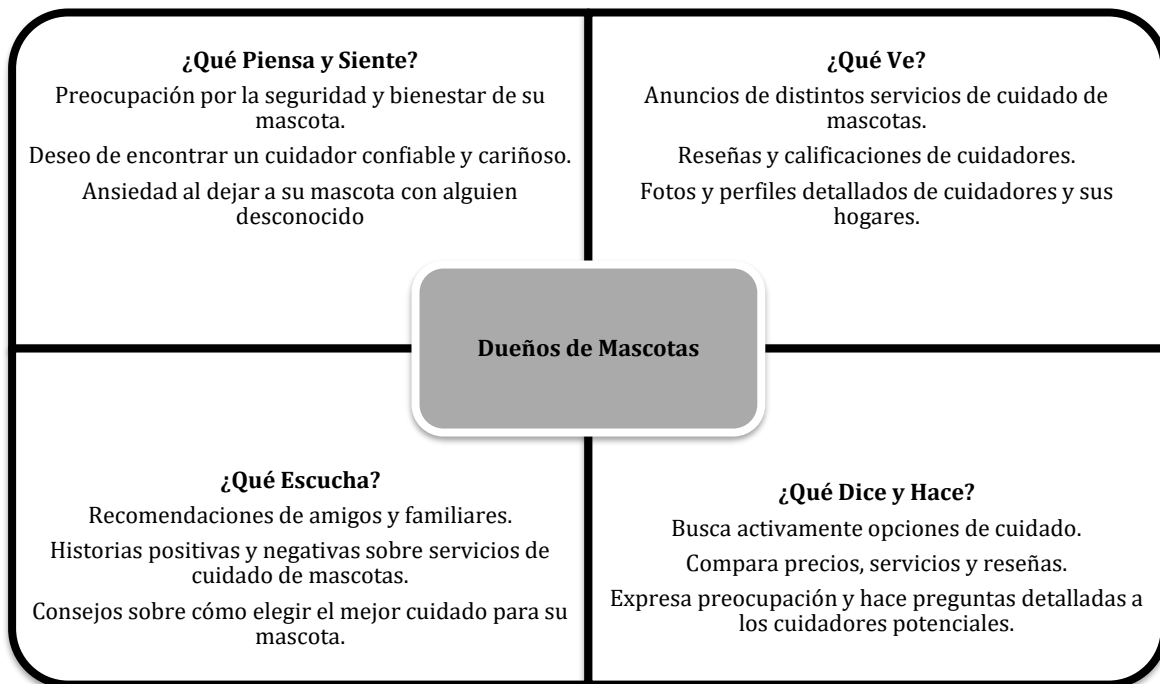 ¿Qué Piensa y Siente?
Preocupación por la seguridad y bienestar de su
mascota.
Deseo de encontrar un cuidador confiable y cariñoso.
Ansiedad al dejar a su mascota con alguien
desconocido
¿Qué Ve?
Anuncios de distintos servicios de cuidado de
mascotas.
Reseñas y calificaciones de cuidadores.
Fotos y perfiles detallados de cuidadores y sus
hogares.
Dueños de Mascotas
¿Qué Escucha?
Recomendaciones de amigos y familiares.
Historias positivas y negativas sobre servicios de
cuidado de mascotas.
Consejos sobre cómo elegir el mejor cuidado para su
mascota.
¿Qué Dice y Hace?
Busca activamente opciones de cuidado.
Compara precios, servicios y reseñas.
Expresa preocupación y hace preguntas detalladas a
los cuidadores potenciales.